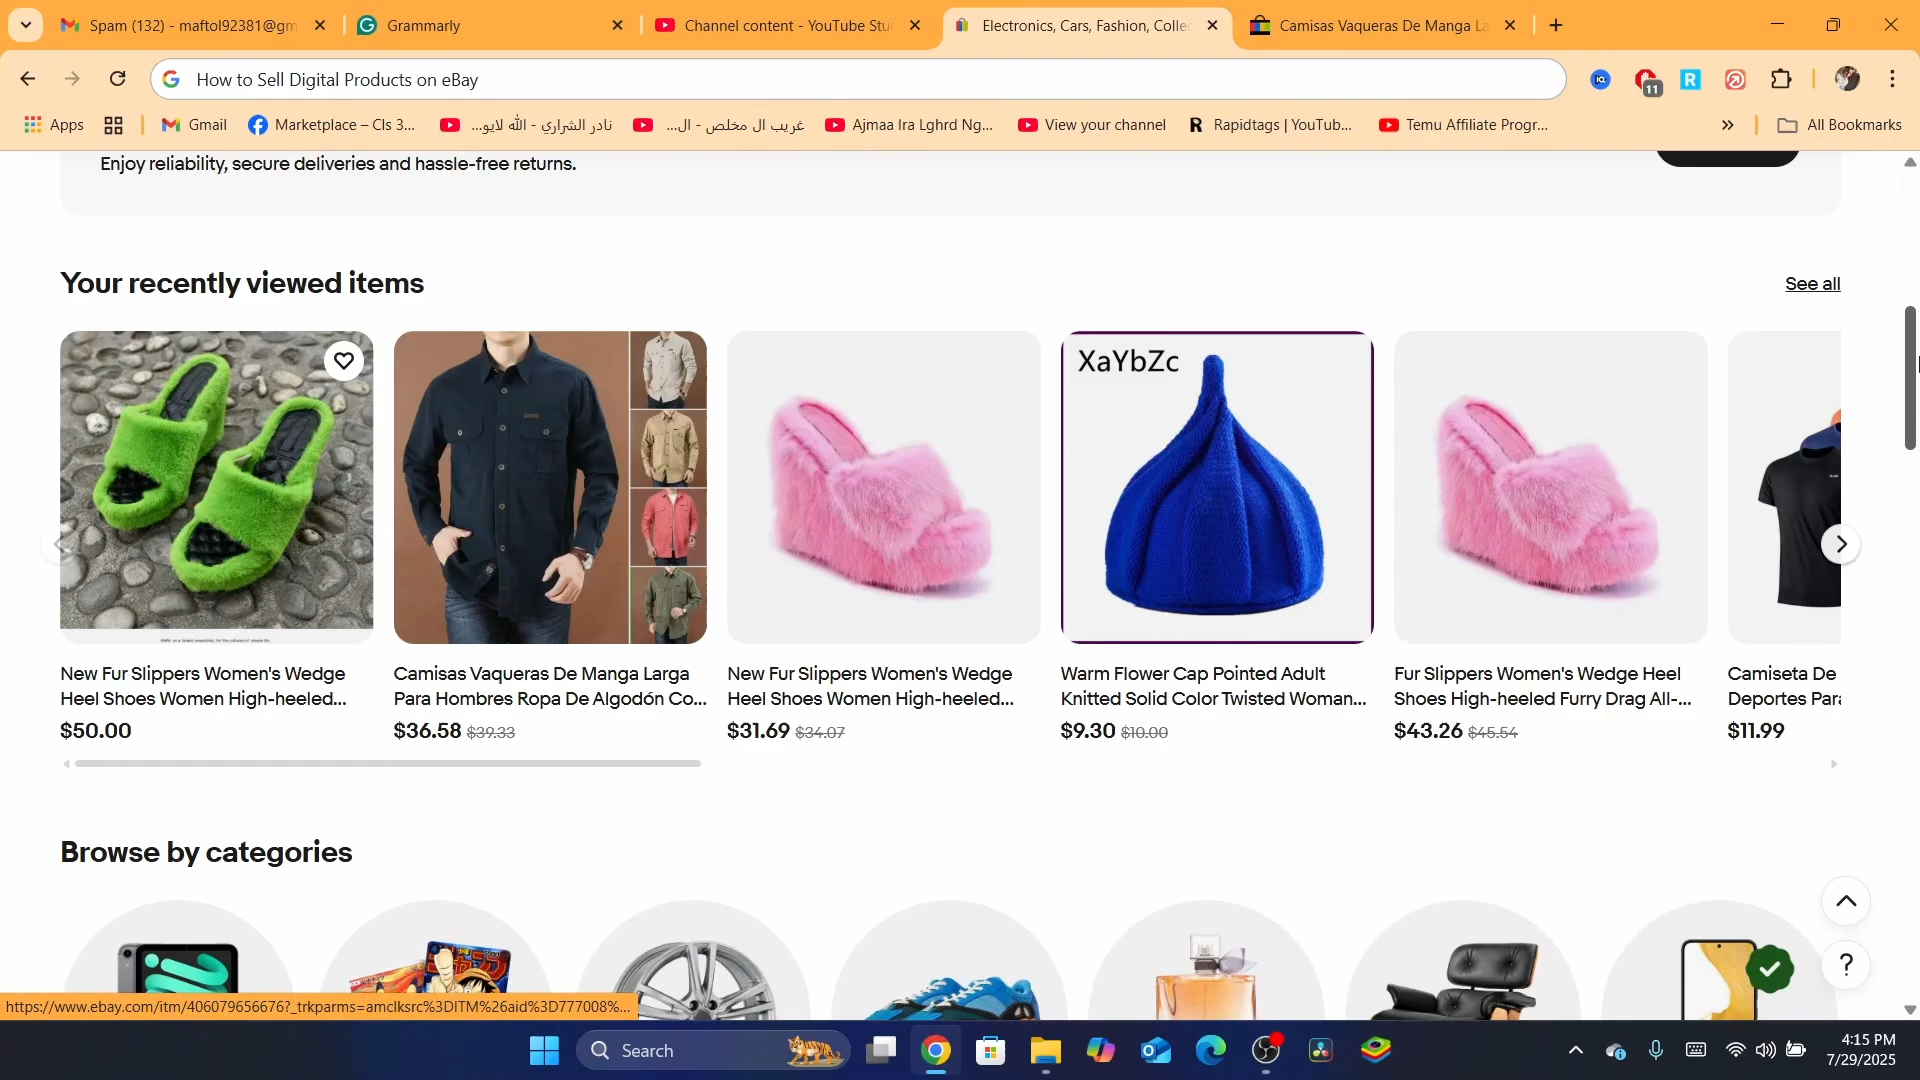 Spam (132) - maftol92381@gm
Grammarly
Channel content - YouTube Stu
Electronics, Cars, Fashion, Collec
Camisas Vaqueras De Manga La
How to Sell Digital Products on eBay
11
Apps
Gmail
Marketplace – Cls 3...
نادر الشراري - الله لايو...
غريب ال مخلص - ال...
Ajmaa Ira Lghrd Ng...
View your channel
Rapidtags | YouTub...
Temu Affiliate Progr...
All Bookmarks
Enjoy reliability, secure deliveries and hassle-free returns.
Your recently viewed items
See all
XaYbZc
New Fur Slippers Women's Wedge
Heel Shoes Women High-heeled...
$50.00
Camisas Vaqueras De Manga Larga
Para Hombres Ropa De Algodón Co...
$36.58 $39.33
New Fur Slippers Women's Wedge
Heel Shoes Women High-heeled...
$31.69 $34.07
Warm Flower Cap Pointed Adult
Knitted Solid Color Twisted Woman...
$9.30 $10.00
Fur Slippers Women's Wedge Heel
Shoes High-heeled Furry Drag All-...
$43.26 $45.54
Camiseta De
Deportes Para
$11.99
Browse by categories
https://www.ebay.com/itm/406079656676?_trkparms=amclksrc%3DITM%26aid%3D777008%...
Search
4:15 PM
7/29/2025